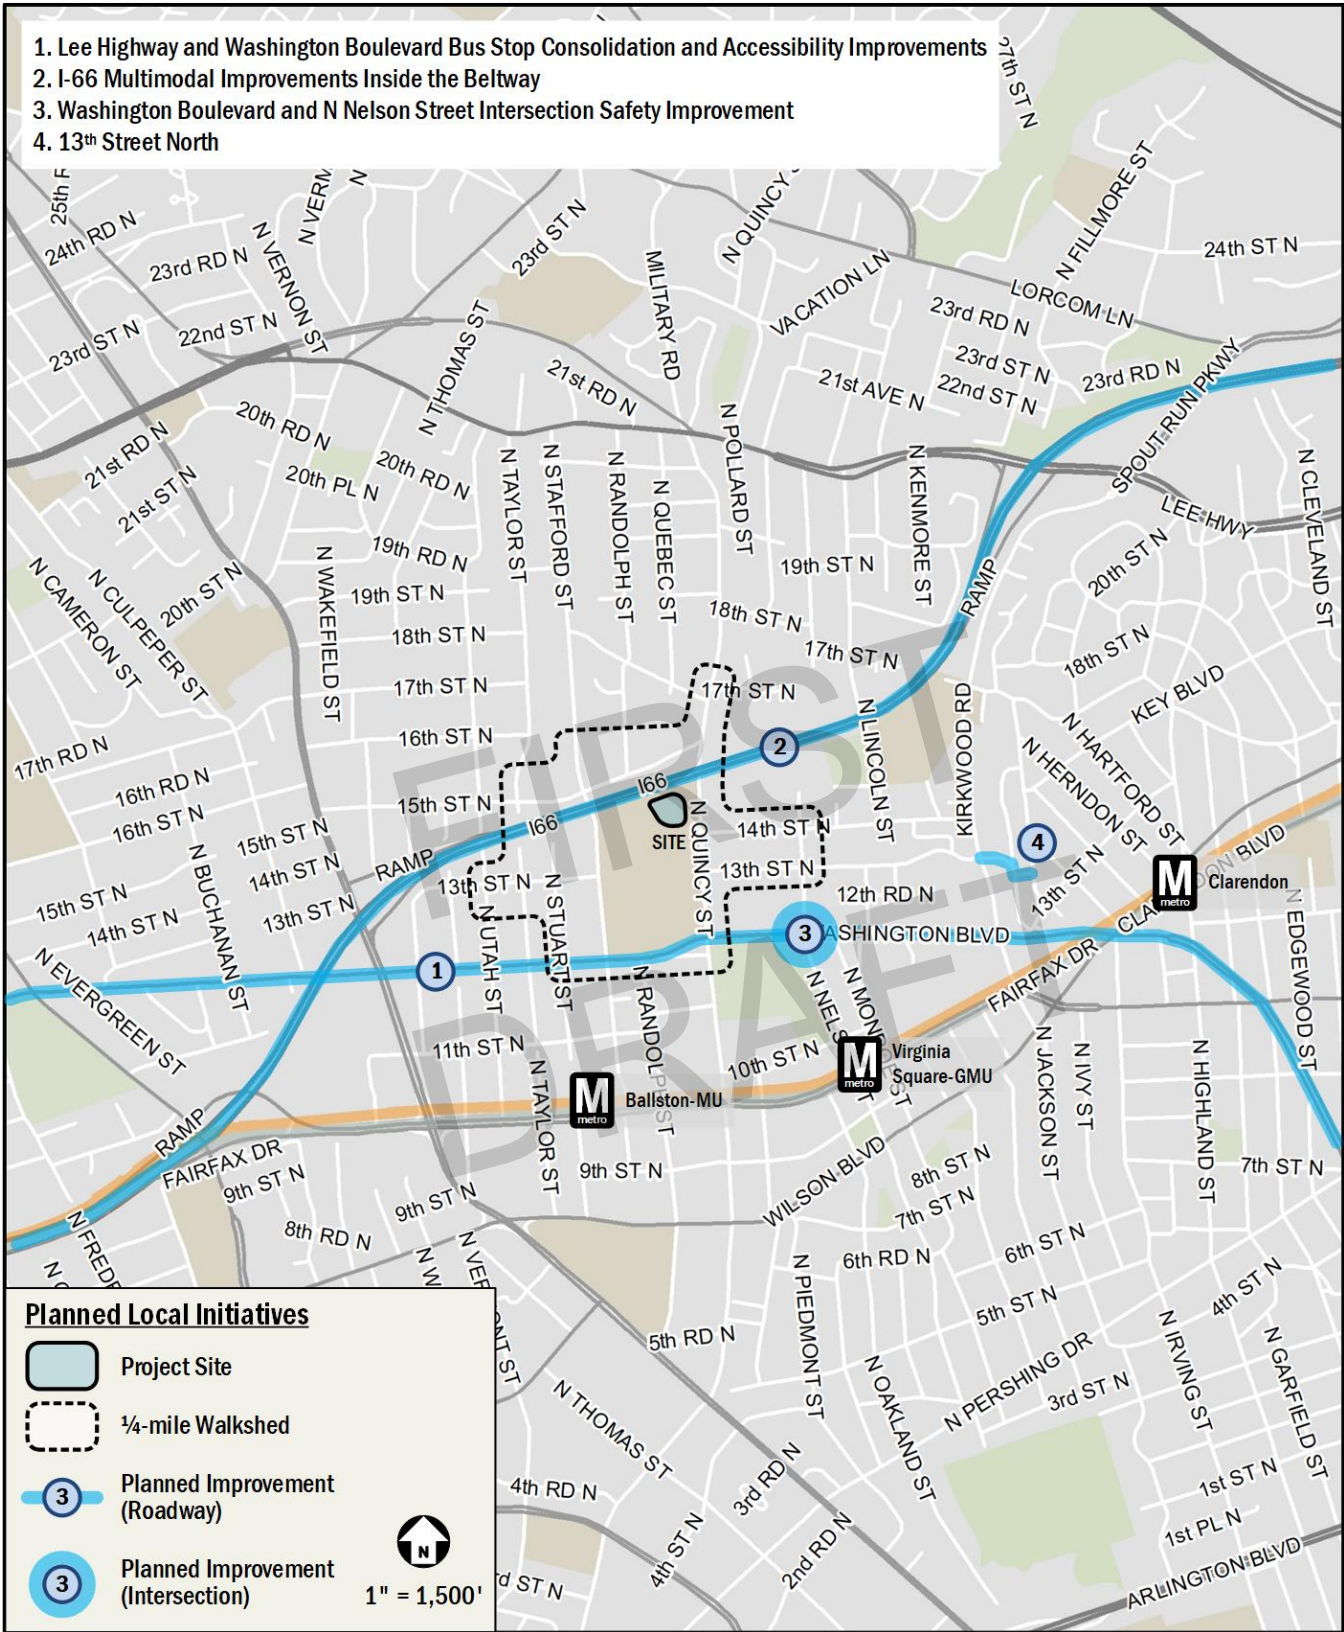 1. Lee Highway and Washington Boulevard Bus Stop Consolidation and Accessibility Improvements
2. I-66 Multimodal Improvements Inside the Beltway
3. Washington Boulevard and N Nelson Street Intersection Safety Improvement
4. 13th Street North
27th ST N
24th RD N
23rd RD N
N VERNON ST
23rd ST N
MILITARY RD
VACATION LN
N FILLMORE ST
24th ST N
LORCOM LN
23rd RD N
23rd ST N
22nd ST N
23rd RD N
23rd ST N
22nd ST N
N THOMAS ST
21st RD N
21st AVE N
SPOUT RUN PKWY
21st RD N
21st ST N
20th RD N
20th PL N
20th RD N
N TAYLOR ST
N STAFFORD ST
N RANDOLPH ST
N QUEBEC ST
N POLLARD ST
N KENMORE ST
LEE HWY
N CLEVELAND ST
N CAMERON ST
N CULPEPER ST
20th ST N
N WAKEFIELD ST
19th RD N
19th ST N
18th ST N
17th ST N
16th ST N
15th ST N
19th ST N
18th ST N
17th ST N
17th ST N
RAMP
20th ST N
18th ST N
KEY BLVD
N HARTFORD ST
N HERNDON ST
KIRKWOOD RD
N LINCOLN ST
17th RD N
16th RD N
16th ST N
15th ST N
14th ST N
13th ST N
15th ST N
14th ST N
N BUCHANAN ST
RAMP
I66
I66
2
SITE
N QUINCY ST
14th ST N
13th ST N
12th RD N
4
13th ST N
Clarendon
M
metro
13th ST N
N STUART ST
N UTAH ST
1
3
ASHINGTON BLVD
FAIRFAX DR
N EDGEWOOD ST
N EVERGREEN ST
11th ST N
N TAYLOR ST
10th ST N
M
metro
Virginia
Square-GMU
M
metro
Ballston-MU
N JACKSON ST
N IVY ST
N HIGHLAND ST
7th ST N
RAMP
FAIRFAX DR
9th ST N
8th RD N
9th ST N
9th ST N
WILSON BLVD
8th ST N
7th ST N
6th RD N
6th ST N
5th ST N
4th ST N
N PIEDMONT ST
5th RD N
N OAKLAND ST
N PERSHING DR
3rd ST N
N IRVING ST
N GARFIELD ST
N THOMAS ST
4th RD N
3rd RD N
4th ST N
2nd RD N
1st ST N
1st PL N
ARLINGTON BLVD
FIRST
DRAFT
Planned Local Initiatives
Project Site
¼-mile Walkshed
3
Planned Improvement
(Roadway)
3
Planned Improvement
(Intersection)
N
1" = 1,500'